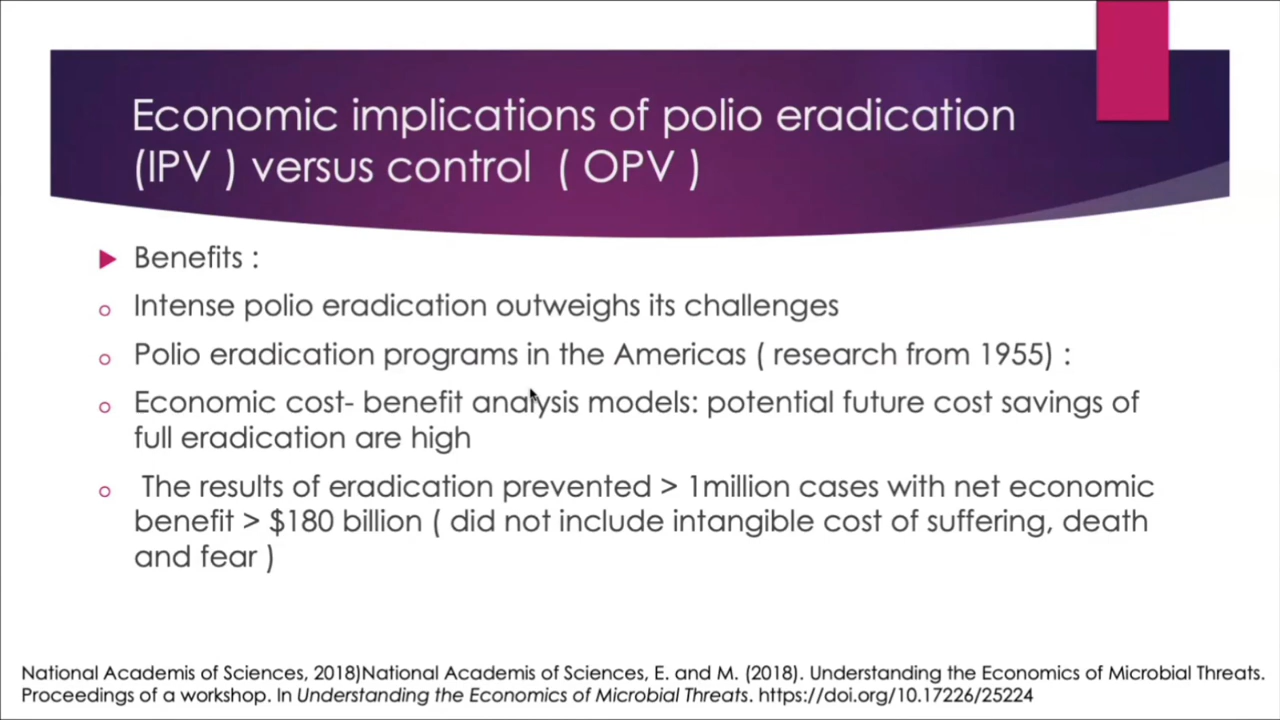 Economic implications of polio eradication
(IPV ) versus control ( OPV )
Benefits :
Intense polio eradication outweighs its challenges
Polio eradication programs in the Americas ( research from 1955) :
Economic cost- benefit analysis models: potential future cost savings of
full eradication are high
The results of eradication prevented > 1million cases with net economic
benefit > $180 billion ( did not include intangible cost of suffering, death
and fear )
National Academis of Sciences, 2018)National Academis of Sciences, E. and M. (2018). Understanding the Economics of Microbial Threats.
Proceedings of a workshop. In Understanding the Economics of Microbial Threats. https://doi.org/10.17226/25224